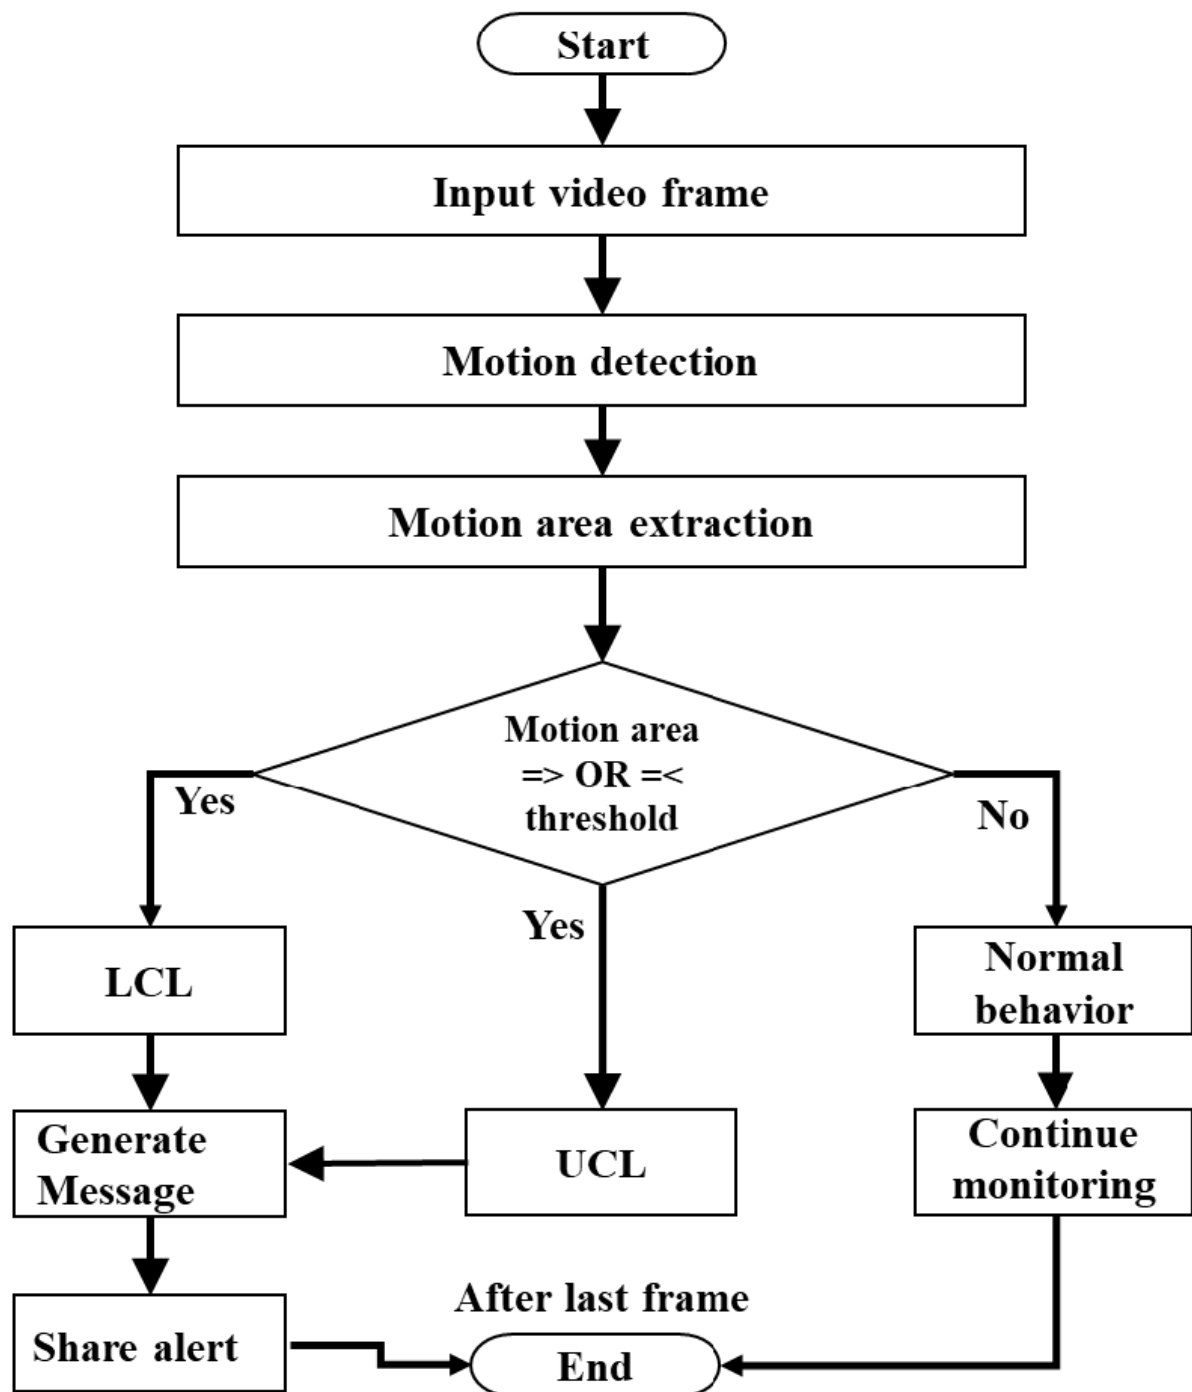 Start
Input video frame
Motion detection
Motion area extraction
Motion area
=> OR =<
threshold
Yes
No
Yes
LCL
Normal
behavior
Generate
Message
UCL
Continue
monitoring
After last frame
Share alert
End